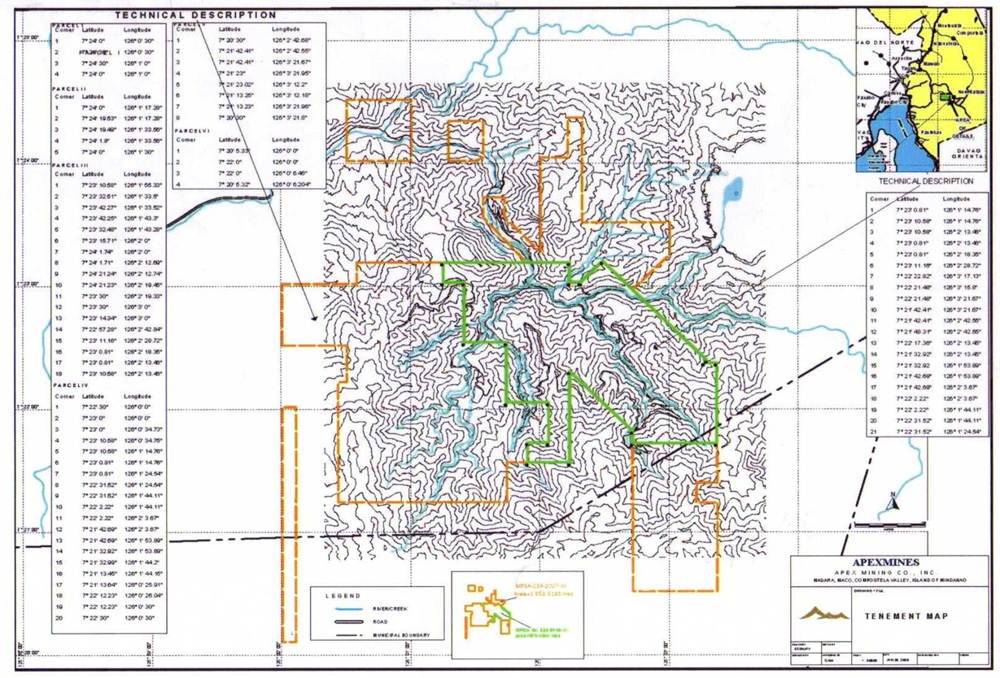 TECHNICAL DESCRIPTION
PARCEL I
Corner Latitude Longitude
1 7° 24' 0" 126° 0' 30"
2 126° 0' 30"
3 7° 24' 30" 126° 1' 0"
4 7° 24' 0" 126° 1' 0"
PARCEL II
Corner Latitude Longitude
1 7° 24' 0" 126° 1' 17.28"
2 7° 24' 19.53" 126° 1' 17.28"
3 7° 24' 19.49" 126° 1' 33.56"
4 7° 24' 1.8" 126° 1' 33.56"
5 7° 24' 0" 126° 1' 30"
PARCEL III
Corner Latitude Longitude
1 7° 23' 10.58" 126° 1' 55.33"
2 7° 23' 32.51" 126° 1' 33.5"
3 7° 23' 42.27" 126° 1' 33.52"
4 7° 23' 42.25" 126° 1' 43.3"
5 7° 23' 32.48" 126° 1' 43.28"
6 7° 23' 15.71" 126° 2' 0"
7 7° 24' 1.74" 126° 2' 0"
8 7° 24' 1.71" 126° 2' 12.69"
9 7° 24' 21.24" 126° 2' 12.74"
10 7° 24' 21.23" 126° 2' 19.46"
11 7° 23' 30" 126° 2' 19.33"
12 7° 23' 30" 126° 3' 0"
13 7° 23' 14.34" 126° 3' 0"
14 7° 22' 57.28" 126° 2' 42.84"
15 7° 23' 11.16" 126° 2' 28.72"
16 7° 23' 0.81" 126° 2' 18.36"
17 7° 23' 0.81" 126° 2' 13.46"
18 7° 23' 10.58" 126° 2' 13.46"
PARCEL IV
Corner Latitude Longitude
1 7° 22' 30" 126° 0' 0"
2 7° 23' 0" 126° 0' 0"
3 7° 23' 0" 126° 0' 34.73"
4 7° 23' 10.58" 126° 0' 34.75"
5 7° 23' 10.58" 126° 1' 14.76"
6 7° 23' 0.81" 126° 1' 14.76"
7 7° 23' 0.81" 126° 1' 24.54"
8 7° 22' 31.52" 126° 1' 24.54"
9 7° 22' 31.52" 126° 1' 44.11"
10 7° 22' 2.22" 126° 1' 44.11"
11 7° 22' 2.22" 126° 2' 3.67"
12 7° 21' 42.69" 126° 2' 3.67"
13 7° 21' 42.69" 126° 1' 53.89"
14 7° 21' 32.92" 126° 1' 53.89"
15 7° 21' 32.99" 126° 1' 44.2"
16 7° 21' 13.45" 126° 1' 44.15"
17 7° 21' 13.64" 126° 0' 25.91"
18 7° 22' 12.23" 126° 0' 26.04"
19 7° 22' 12.23" 126° 0' 30"
20 7° 22' 30" 126° 0' 30"
PARCEL V
Corner Latitude Longitude
1 7° 20' 30" 126° 2' 42.68"
2 7° 21' 42.41" 126° 2' 42.55"
3 7° 21' 42.41" 126° 3' 21.67"
4 7° 21' 23" 126° 3' 21.95"
5 7° 21' 23.02" 126° 3' 12.2"
6 7° 21' 13.25" 126° 3' 12.18"
7 7° 21' 13.23" 126° 3' 21.96"
8 7° 20' 30" 126° 3' 21.8"
PARCEL VI
Corner Latitude Longitude
1 7° 20' 5.33" 126° 0' 0"
2 7° 22' 0" 126° 0' 0"
3 7° 22' 0" 126° 0' 6.46"
4 7° 20' 5.32" 126° 0' 6.204"
Compostela
Mawab
AREA OF DETAILS
DAVAO ORIENTAL
TECHNICAL DESCRIPTION
Corner Latitude Longitude
1 7° 23' 0.81" 126° 1' 14.76"
2 7° 23' 10.58" 126° 1' 14.76"
3 7° 23' 10.58" 126° 2' 13.46"
4 7° 23' 0.81" 126° 2' 13.46"
5 7° 23' 0.81" 126° 2' 18.36"
6 7° 23' 11.16" 126° 2' 28.72"
7 7° 22' 22.82" 126° 3' 17.13"
8 7° 22' 21.48" 126° 3' 15.8"
9 7° 22' 21.48" 126° 3' 21.67"
10 7° 21' 42.41" 126° 3' 21.67"
11 7° 21' 42.41" 126° 2' 42.55"
12 7° 21' 48.31" 126° 2' 42.55"
13 7° 22' 17.36" 126° 2' 13.46"
14 7° 21' 32.92" 126° 2' 13.46"
15 7° 21' 32.92 126° 1' 53.89"
16 7° 21' 42.69" 126° 1' 53.89"
17 7° 21' 42.69" 126° 2' 3.67"
18 7° 22' 2.22" 126° 2' 3.67"
19 7° 22' 2.22" 126° 1' 44.11"
20 7° 22' 31.52" 126° 1' 44.11"
21 7° 22' 31.52" 126° 1' 24.54"
N
LEGEND
RIVER/CREEK
ROAD
MUNICIPAL BOUNDARY
APEXMINES
APEX MINING CO., INC.
MASARA, MACO, COMPOSTELA VALLEY, ISLAND OF MINDANAO
TENEMENT MAP